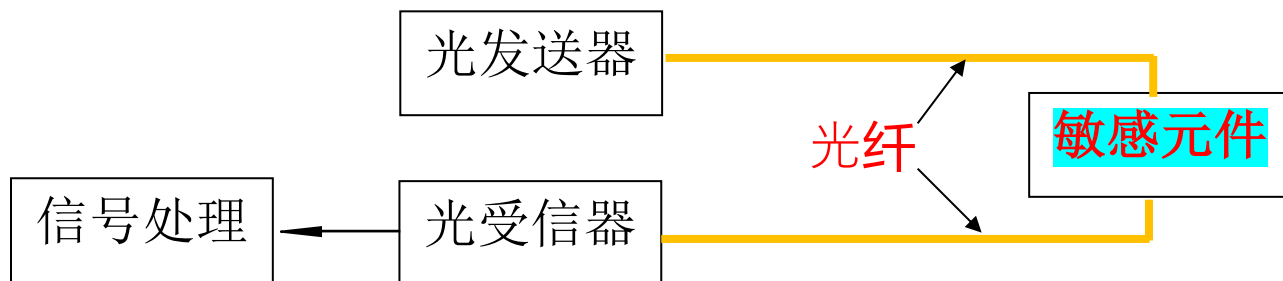 光发送器
敏感元件
光纤
信号处理
光受信器